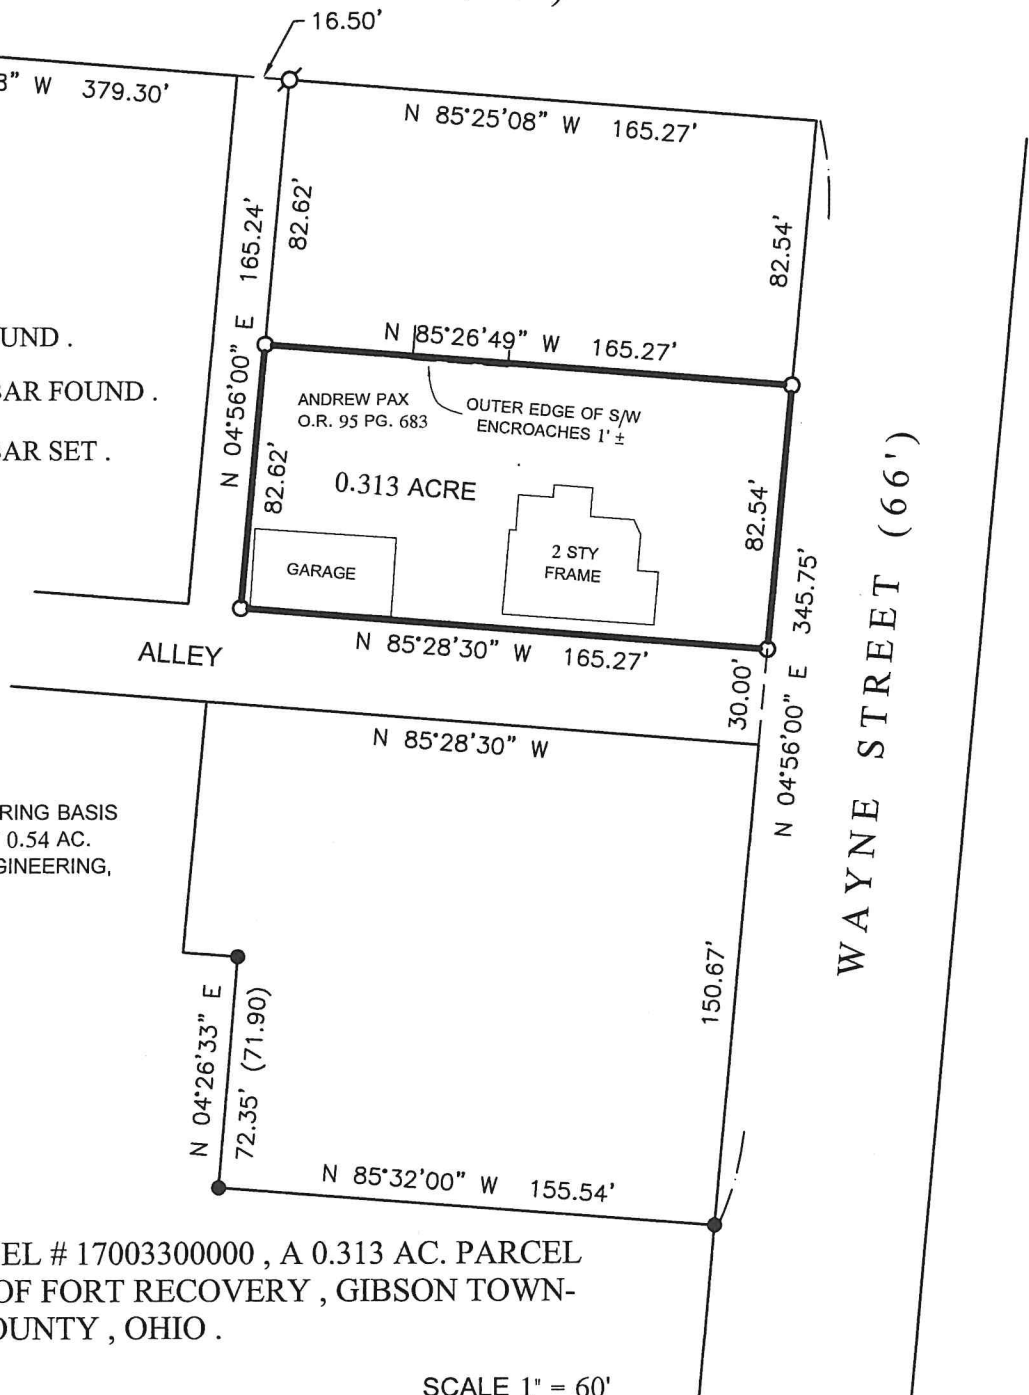 16.50'
8" W 379.30'
N 85°25'08" W 165.27'
N 04°56'00" E 165.24'
82.62'
82.54'
OUND .
BAR FOUND .
BAR SET .
N 85°26'49" W 165.27'
ANDREW PAX
O.R. 95 PG. 683
OUTER EDGE OF S/W
ENCROACHES 1' ±
0.313 ACRE
82.62'
82.54'
GARAGE
2 STY
FRAME
N 85°28'30" W 165.27'
ALLEY
30.00'
N 04°56'00" E 345.75'
WAYNE STREET (66')
N 85°28'30" W
RING BASIS
0.54 AC.
GINEERING,
150.67'
N 04°26'33" E
72.35' (71.90)
N 85°32'00" W 155.54'
EL # 17003300000 , A 0.313 AC. PARCEL
OF FORT RECOVERY , GIBSON TOWN-
OUNTY , OHIO .
SCALE 1" = 60'